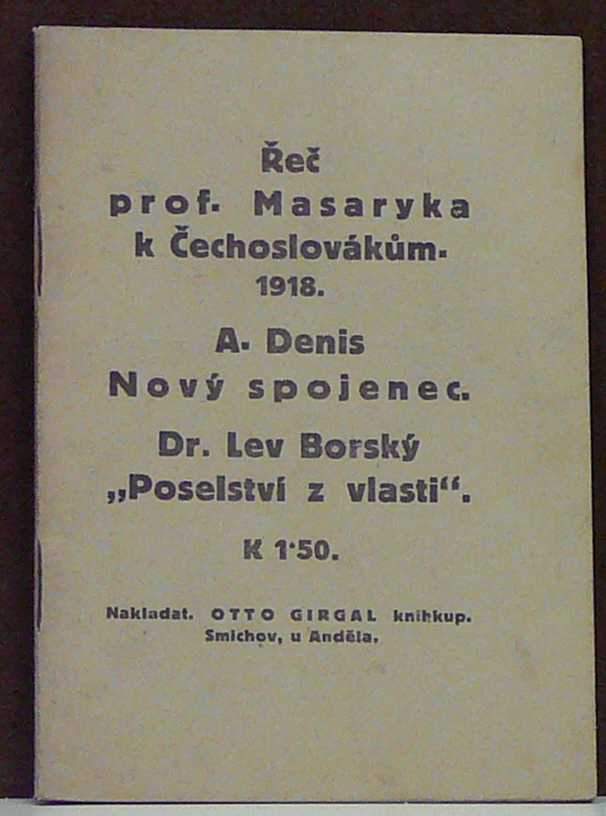 Řeč
prof. Masaryka
k Čechoslovákům.
1918.
A. Denis
Nový spojenec.
Dr. Lev Borský
„Poselství z vlasti“.
K 1·50.
Nakladat. OTTO GIRGAL knihkup.
Smichov, u Anděla.